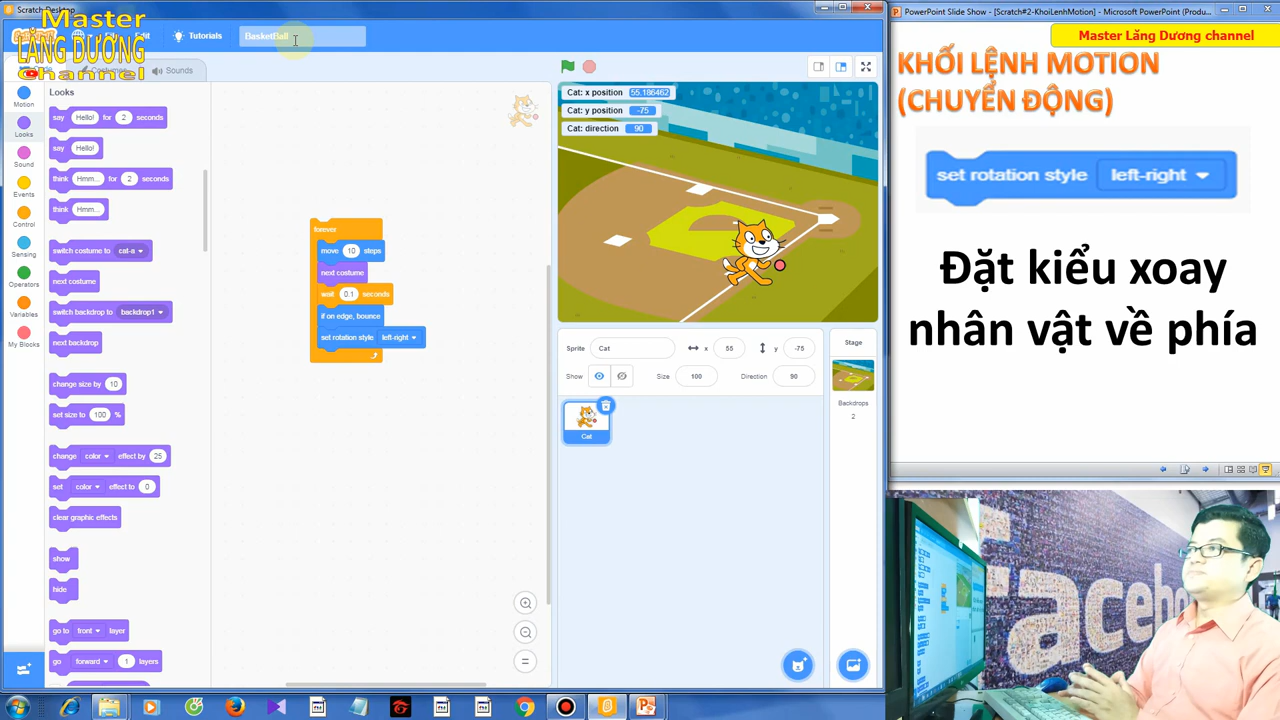 Scratch Desktop
Master
LĂNG DƯƠNG
Channel
Edit
Tutorials
BasketBall
Costumes
Sounds
Motion
Looks
Sound
Events
Control
Sensing
Operators
Variables
My Blocks
Looks
say Hello! for 2 seconds
say Hello!
think Hmm... for 2 seconds
think Hmm...
switch costume to cat-a
next costume
switch backdrop to backdrop1
next backdrop
change size by 10
set size to 100 %
change color effect by 25
set color effect to 0
clear graphic effects
show
hide
go to front layer
go forward 1 layers
forever
move 10 steps
next costume
wait 0.1 seconds
if on edge, bounce
set rotation style left-right
Cat: x position 55.186462
Cat: y position -75
Cat: direction 90
Sprite Cat x 55 y -75
Show Size 100 Direction 90
Cat
Stage
Backdrops
2
PowerPoint Slide Show - [Scratch#2-KhoiLenhMotion] - Microsoft PowerPoint (Produ...
Master Lăng Dương channel
KHỐI LỆNH MOTION
(CHUYỂN ĐỘNG)
set rotation style left-right
Đặt kiểu xoay
nhân vật về phía
facebo